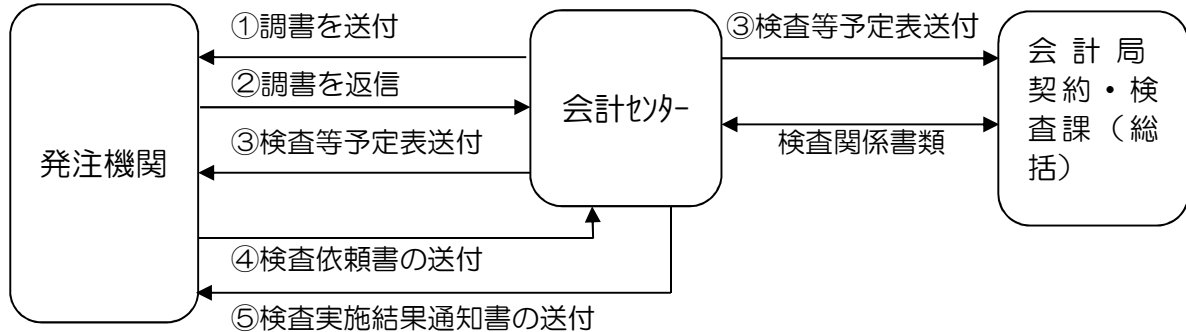 ①調書を送付
②調書を返信
③検査等予定表送付
発注機関
④検査依頼書の送付
⑤検査実施結果通知書の送付
会計センター
③検査等予定表送付
検査関係書類
会計局
契約・検
査課（総
括）